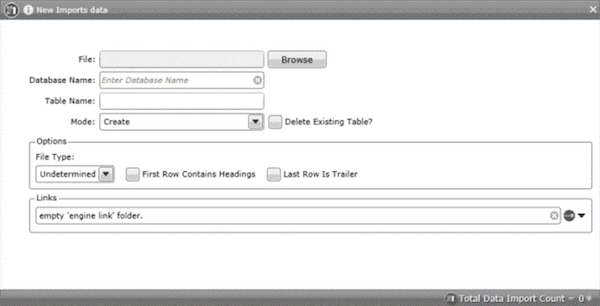 New Imports data
File: Browse
Database Name: Enter Database Name
Table Name:
Mode: Create Delete Existing Table?
Options
File Type:
Undetermined First Row Contains Headings Last Row Is Trailer
Links
empty 'engine link' folder.
Total Data Import Count = 0